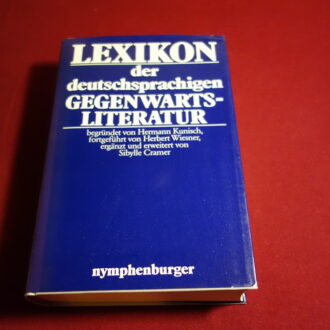 LEXIKON
der
deutschsprachigen
GEGENWARTS-
LITERATUR
begründet von Hermann Kunisch,
fortgeführt von Herbert Wiesner,
ergänzt und erweitert von
Sibylle Cramer
nymphenburger